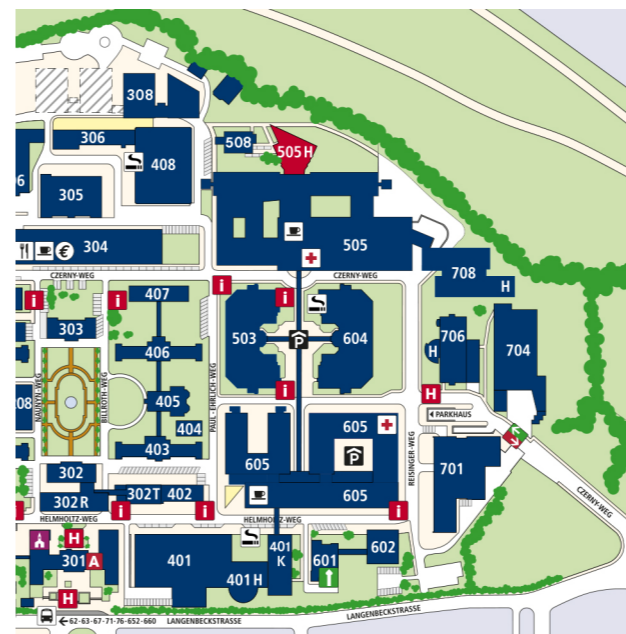 308
306
408
508
505 H
06
305
304
€
505
CZERNY-WEG
CZERNY-WEG
708
H
i
i
i
i
407
303
503
P
604
706
H
704
406
NAUNYN-WEG
BILLROTH-WEG
405
PAUL-EHRLICH-WEG
208
404
403
i
H
PARKHAUS
605
605
P
REISINGER-WEG
701
302
302 R
302T
402
605
CZERNY-WEG
HELMHOLTZ-WEG
i
i
i
HELMHOLTZ-WEG
i
H
301
A
401
401 H
401
K
601
602
H
62-63-67-71-76-652-660
LANGENBECKSTRASSE
LANGENBECKSTRASSE